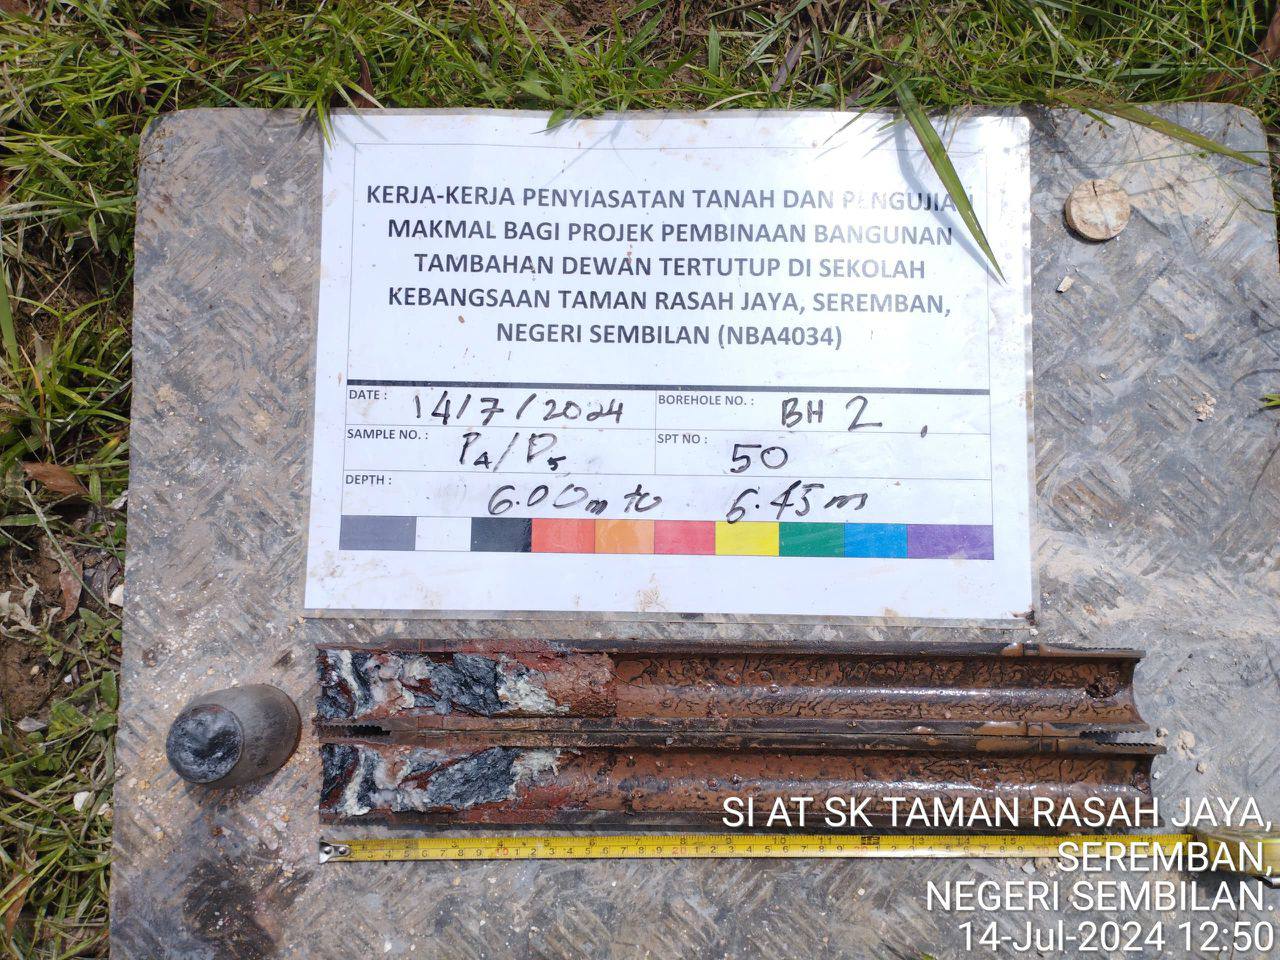 KERJA-KERJA PENYIASATAN TANAH DAN PENGUJIAN
MAKMAL BAGI PROJEK PEMBINAAN BANGUNAN
TAMBAHAN DEWAN TERTUTUP DI SEKOLAH
KEBANGSAAN TAMAN RASAH JAYA, SEREMBAN,
NEGERI SEMBILAN (NBA4034)
DATE : 14/7/2024 BOREHOLE NO. : BH 2
SAMPLE NO. : P4/D5 SPT NO : 50
DEPTH : 6.00m to 6.45m
SI AT SK TAMAN RASAH JAYA,
SEREMBAN,
NEGERI SEMBILAN.
14-Jul-2024 12:50